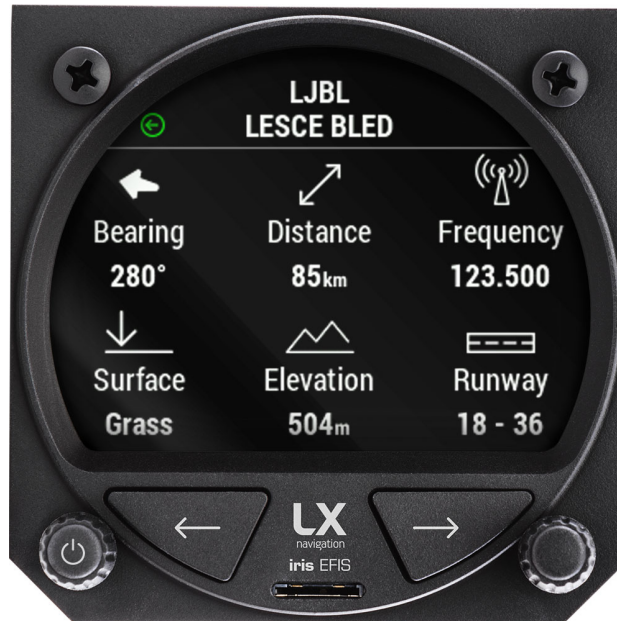 LJBL
LESCE BLED
Bearing Distance Frequency
280° 85km 123.500
Surface Elevation Runway
Grass 504m 18 - 36
LX
navigation
iris EFIS